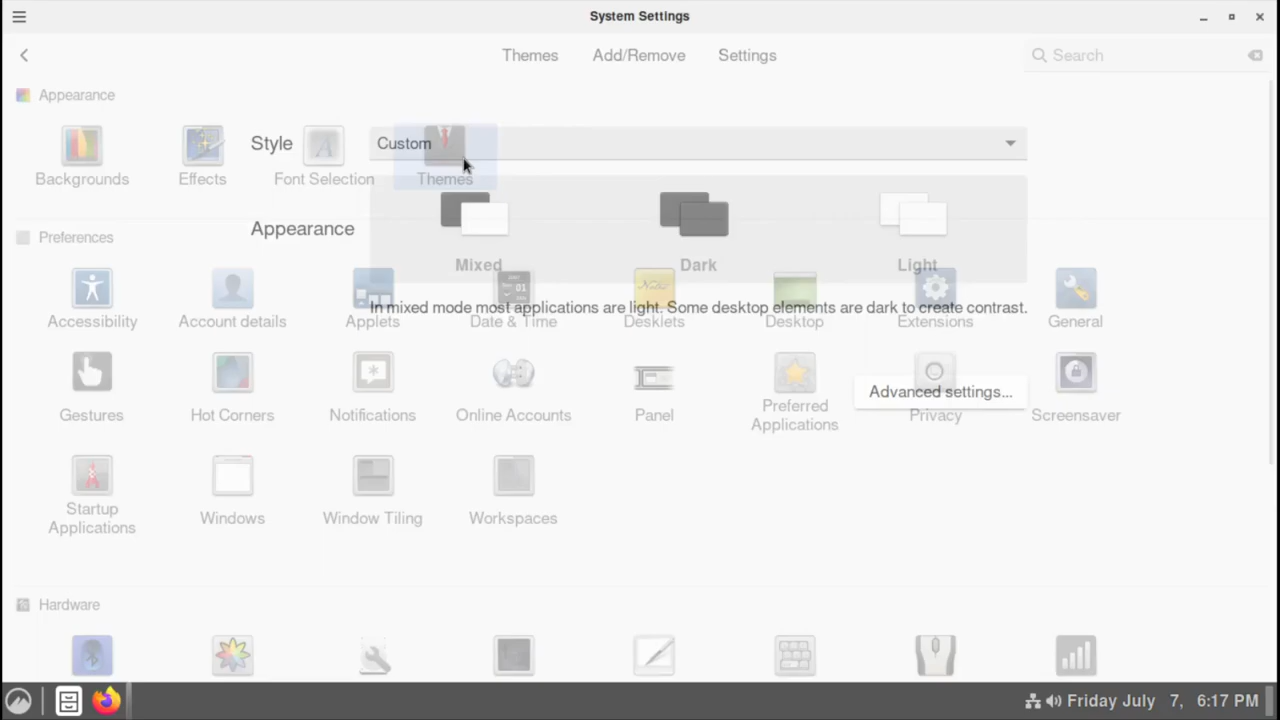 System Settings
Themes Add/Remove Settings
Search
Appearance
Style
Custom
Backgrounds Effects Font Selection Themes
Appearance
Preferences
Mixed Dark Light
In mixed mode most applications are light. Some desktop elements are dark to create contrast.
Accessibility Account details Applets Date & Time Desklets Desktop Extensions General
Advanced settings...
Gestures Hot Corners Notifications Online Accounts Panel Preferred Applications Privacy Screensaver
Startup Applications Windows Window Tiling Workspaces
Hardware
Friday July 7, 6:17 PM